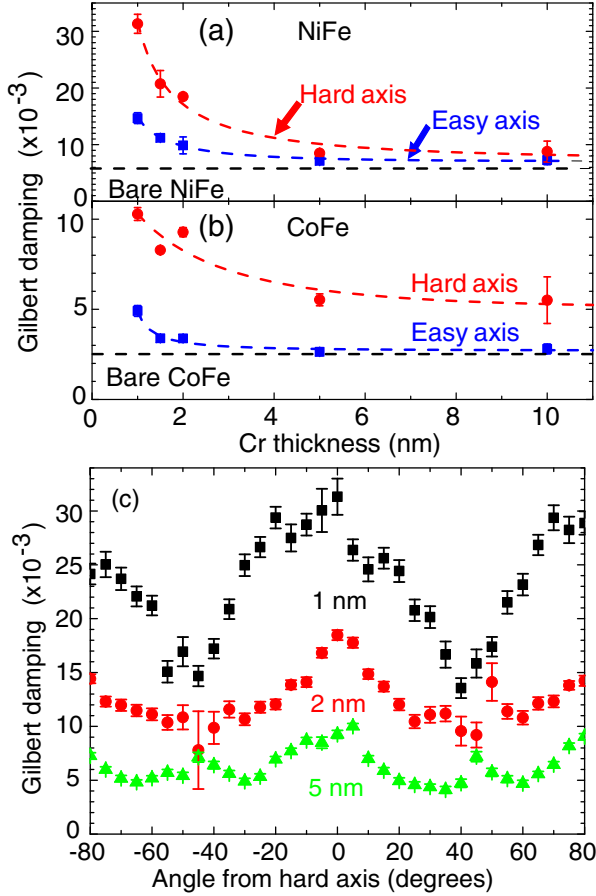 (a) NiFe
30
20
10
0
Hard axis
Easy axis
Bare NiFe
(b) CoFe
10
5
0
Hard axis
Easy axis
Bare CoFe
Gilbert damping (x10⁻³)
0 2 4 6 8 10
Cr thickness (nm)
(c)
30
25
20
15
10
5
0
1 nm
2 nm
5 nm
Gilbert damping (x10⁻³)
-80 -60 -40 -20 0 20 40 60 80
Angle from hard axis (degrees)